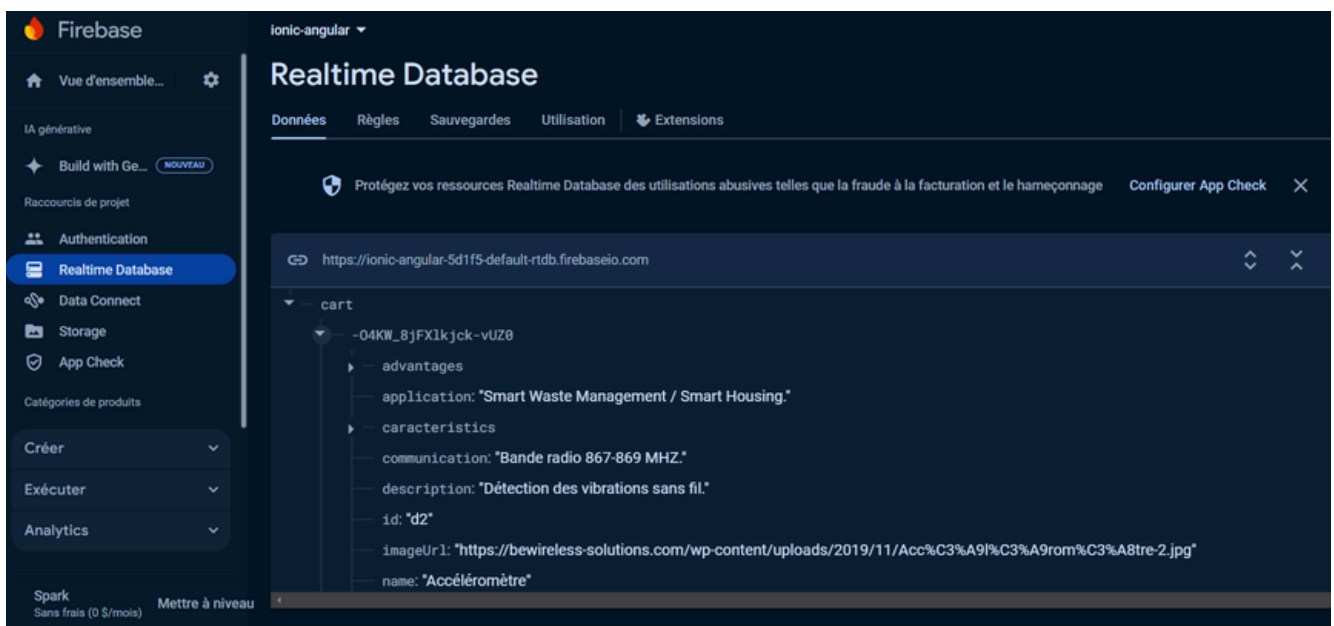 Firebase
Vue d'ensemble...
IA générative
Build with Ge... NOUVEAU
Raccourcis de projet
Authentication
Realtime Database
Data Connect
Storage
App Check
Catégories de produits
Créer
Exécuter
Analytics
Spark
Sans frais (0 $/mois)
Mettre à niveau
ionic-angular
Realtime Database
Données Règles Sauvegardes Utilisation Extensions
Protégez vos ressources Realtime Database des utilisations abusives telles que la fraude à la facturation et le hameçonnage Configurer App Check
https://ionic-angular-5d1f5-default-rtdb.firebaseio.com
cart
-O4KW_8jFXlkjck-vUZ0
advantages
application: "Smart Waste Management / Smart Housing."
caracteristics
communication: "Bande radio 867-869 MHZ."
description: "Détection des vibrations sans fil."
id: "d2"
imageUrl: "https://bewireless-solutions.com/wp-content/uploads/2019/11/Acc%C3%A9l%C3%A9rom%C3%A8tre-2.jpg"
name: "Accéléromètre"